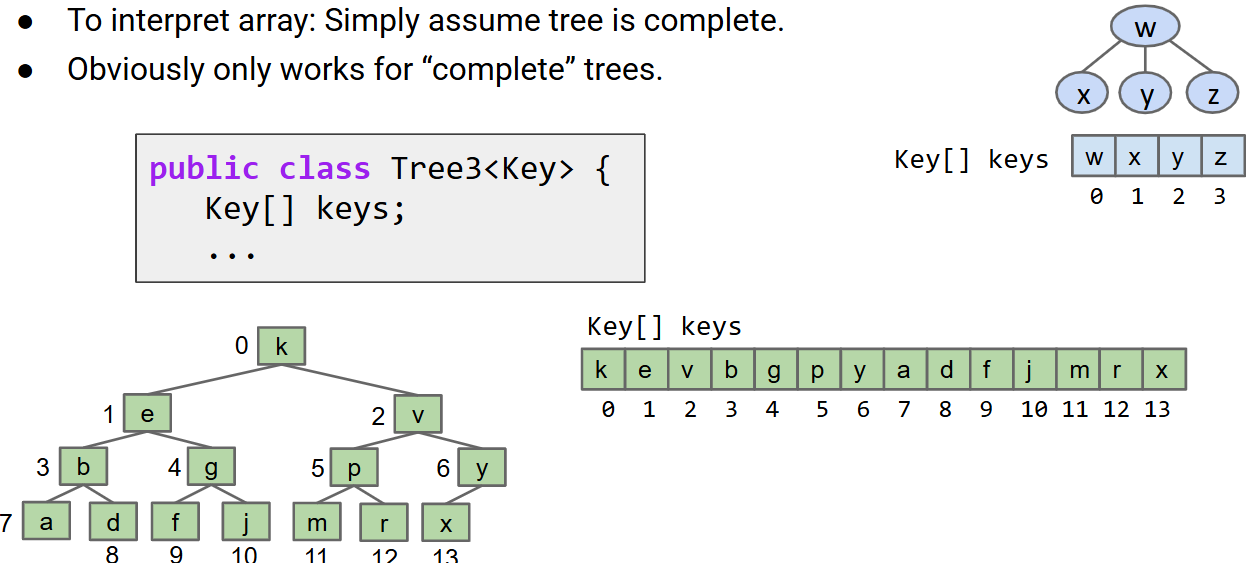 ● To interpret array: Simply assume tree is complete.
● Obviously only works for “complete” trees.
w
x y z
Key[] keys w x y z
0 1 2 3
public class Tree3<Key> {
Key[] keys;
...
Key[] keys
k e v b g p y a d f j m r x
0 1 2 3 4 5 6 7 8 9 10 11 12 13
0 k
1 e 2 v
3 b 4 g 5 p 6 y
7 a d f j m r x
8 9 10 11 12 13